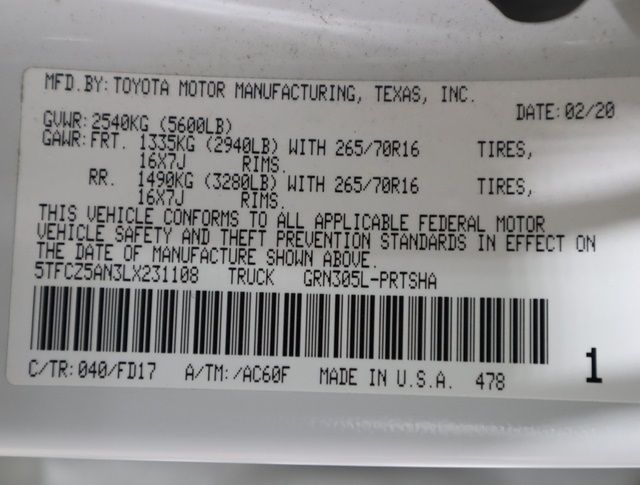 MFD.BY: TOYOTA MOTOR MANUFACTURING, TEXAS, INC.
DATE: 02/20
GVWR: 2540KG (5600LB)
GAWR: FRT. 1335KG (2940LB) WITH 265/70R16 TIRES,
16X7J RIMS.
RR. 1490KG (3280LB) WITH 265/70R16 TIRES,
16X7J RIMS.
THIS VEHICLE CONFORMS TO ALL APPLICABLE FEDERAL MOTOR
VEHICLE SAFETY AND THEFT PREVENTION STANDARDS IN EFFECT ON
THE DATE OF MANUFACTURE SHOWN ABOVE.
5TFCZ5AN3LX231108 TRUCK GRN305L-PRTSHA
C/TR: 040/FD17 A/TM: /AC60F MADE IN U.S.A. 478 1